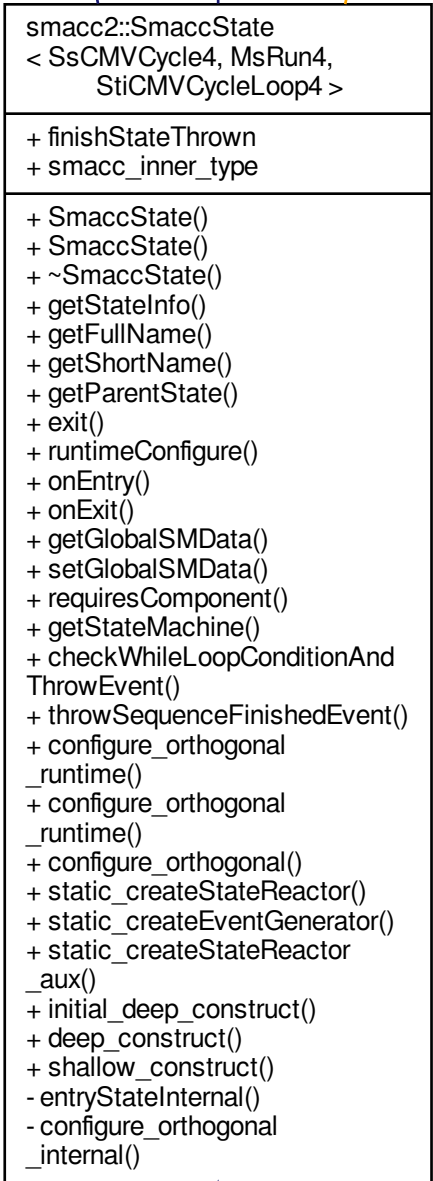 smacc2::SmaccState
< SsCMVCycle4, MsRun4,
StiCMVCycleLoop4 >
+ finishStateThrown
+ smacc_inner_type
+ SmaccState()
+ SmaccState()
+ ~SmaccState()
+ getStateInfo()
+ getFullName()
+ getShortName()
+ getParentState()
+ exit()
+ runtimeConfigure()
+ onEntry()
+ onExit()
+ getGlobalSMData()
+ setGlobalSMData()
+ requiresComponent()
+ getStateMachine()
+ checkWhileLoopConditionAnd
ThrowEvent()
+ throwSequenceFinishedEvent()
+ configure_orthogonal
_runtime()
+ configure_orthogonal
_runtime()
+ configure_orthogonal()
+ static_createStateReactor()
+ static_createEventGenerator()
+ static_createStateReactor
_aux()
+ initial_deep_construct()
+ deep_construct()
+ shallow_construct()
- entryStateInternal()
- configure_orthogonal
_internal()